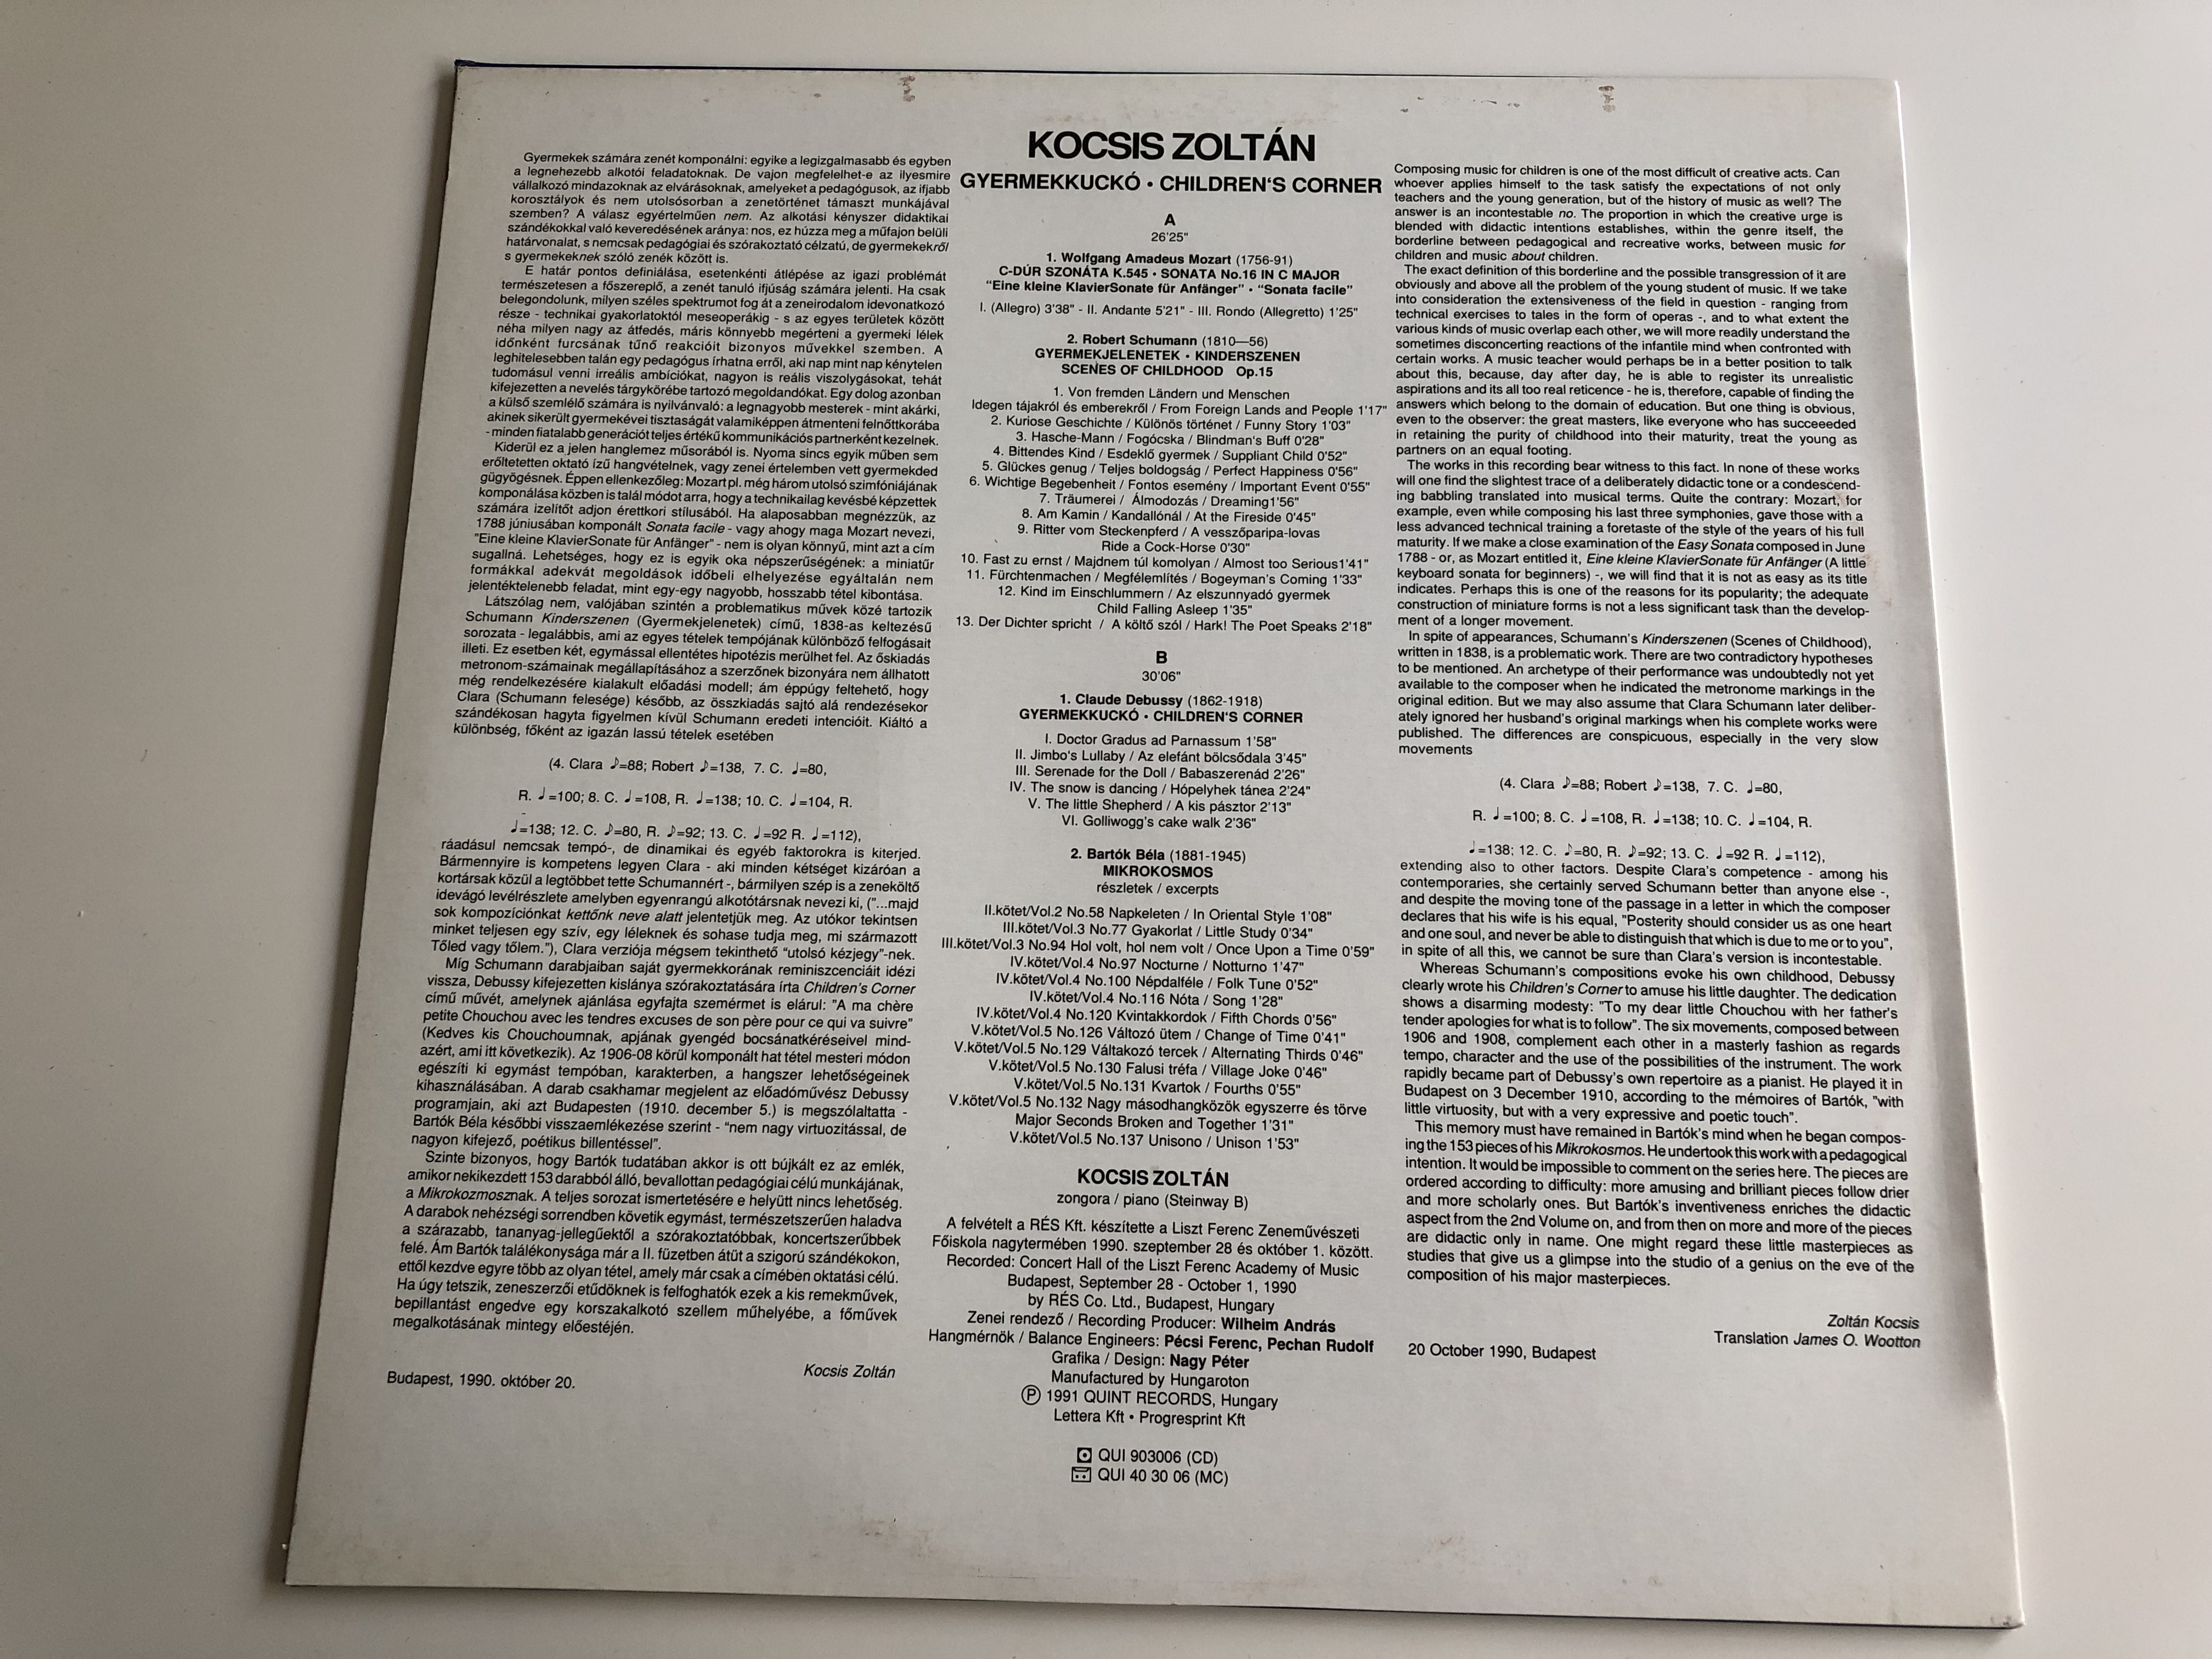 Gyermekek számára zenét komponálni: egyike a legizgalmasabb és egyben
a legnehezebb alkotói feladatoknak. De vajon megfelelhet-e az ilyesmire
vállalkozó mindazoknak az elvárásoknak, amelyeket a pedagógusok, az ifjabb
korosztályok és nem utolsósorban a zenetörténet támaszt munkájával
szemben? A válasz egyértelműen nem. Az alkotási kényszer didaktikai
szándékokkal való keveredésének aránya: nos, ez húzza meg a műfajon belüli
határvonalat, s nemcsak pedagógiai és szórakoztató célzatú, de gyermekekről
s gyermekeknek szóló zenék között is.
E határ pontos definiálása, esetenkénti átlépése az igazi problémát
természetesen a főszereplő, a zenét tanuló ifjúság számára jelenti. Ha csak
belegondolunk, milyen széles spektrumot fog át a zeneirodalom idevonatkozó
része - technikai gyakorlatoktól meseoperákig - s az egyes területek között
néha milyen nagy az átfedés, máris könnyebb megérteni a gyermeki lélek
időnként furcsának tűnő reakcióit bizonyos művekkel szemben. A
leghitelesebben talán egy pedagógus írhatna erről, aki nap mint nap kénytelen
tudomásul venni irreális ambíciókat, nagyon is reális viszolygásokat, tehát
kifejezetten a nevelés tárgykörébe tartozó megoldandókat. Egy dolog azonban
a külső szemlélő számára is nyilvánvaló: a legnagyobb mesterek - mint akárki,
akinek sikerült gyermekévei tisztaságát valamiképpen átmenteni felnőttkorába
- minden fiatalabb generációt teljes értékű kommunikációs partnerként kezelnek.
Kiderül ez a jelen hanglemez műsorából is. Nyoma sincs egyik műben sem
erőltetetten oktató ízű hangvételnek, vagy zenei értelemben vett gyermekded
gügyögésnek. Éppen ellenkezőleg: Mozart pl. még három utolsó szimfóniájának
komponálása közben is talál módot arra, hogy a technikailag kevésbé képzettek
számára izelítőt adjon érettkori stílusából. Ha alaposabban megnézzük, az
1788 júniusában komponált Sonata facile - vagy ahogy maga Mozart nevezi,
"Eine kleine KlavierSonate für Anfänger" - nem is olyan könnyű, mint azt a cím
sugallná. Lehetséges, hogy ez is egyik oka népszerűségének: a miniatűr
formákkal adekvát megoldások időbeli elhelyezése egyáltalán nem
jelentéktelenebb feladat, mint egy-egy nagyobb, hosszabb tétel kibontása.
Látszólag nem, valójában szintén a problematikus művek közé tartozik
Schumann Kinderszenen (Gyermekjelenetek) című, 1838-as keltezésű
sorozata - legalábbis, ami az egyes tételek tempójának különböző felfogásait
illeti. Ez esetben két, egymással ellentétes hipotézis merülhet fel. Az őskiadás
metronom-számainak megállapításához a szerzőnek bizonyára nem állhatott
még rendelkezésére kialakult előadási modell; ám éppúgy feltehető, hogy
Clara (Schumann felesége) később, az összkiadás sajtó alá rendezésekor
szándékosan hagyta figyelmen kívül Schumann eredeti intencióit. Kiáltó a
különbség, főként az igazán lassú tételek esetében
(4. Clara ♪=88; Robert ♪=138, 7. C. ♩=80,
R. ♩=100; 8. C. ♩=108, R. ♩=138; 10. C. ♩=104, R.
♩=138; 12. C. ♪=80, R. ♪=92; 13. C. ♩=92 R. ♩=112),
ráadásul nemcsak tempó-, de dinamikai és egyéb faktorokra is kiterjed.
Bármennyire is kompetens legyen Clara - aki minden kétséget kizáróan a
kortársak közül a legtöbbet tette Schumannért -, bármilyen szép is a zeneköltő
idevágó levélrészlete amelyben egyenrangú alkotótársnak nevezi ki, ("...majd
sok kompozíciónkat kettőnk neve alatt jelentetjük meg. Az utókor tekintsen
minket teljesen egy szív, egy léleknek és sohase tudja meg, mi származott
Tőled vagy tőlem."), Clara verziója mégsem tekinthető "utolsó kézjegy"-nek.
Míg Schumann darabjaiban saját gyermekkorának reminiszcenciáit idézi
vissza, Debussy kifejezetten kislánya szórakoztatására írta Children's Corner
című művét, amelynek ajánlása egyfajta szemérmet is elárul: "A ma chère
petite Chouchou avec les tendres excuses de son père pour ce qui va suivre"
(Kedves kis Chouchoumnak, apjának gyengéd bocsánatkéréseivel mind-
azért, ami itt következik). Az 1906-08 körül komponált hat tétel mesteri módon
egészíti ki egymást tempóban, karakterben, a hangszer lehetőségeinek
kihasználásában. A darab csakhamar megjelent az előadóművész Debussy
programjain, aki azt Budapesten (1910. december 5.) is megszólaltatta -
Bartók Béla későbbi visszaemlékezése szerint - "nem nagy virtuozitással, de
nagyon kifejező, poétikus billentéssel".
Szinte bizonyos, hogy Bartók tudatában akkor is ott bújkált ez az emlék,
amikor nekikezdett 153 darabból álló, bevallottan pedagógiai célú munkájának,
a Mikrokozmosznak. A teljes sorozat ismertetésére e helyütt nincs lehetőség.
A darabok nehézségi sorrendben követik egymást, természetszerűen haladva
a szárazabb, tananyag-jellegűektől a szórakoztatóbbak, koncertszerűbbek
felé. Ám Bartók találékonysága már a II. füzetben átüt a szigorú szándékokon,
ettől kezdve egyre több az olyan tétel, amely már csak a címében oktatási célú.
Ha úgy tetszik, zeneszerzői etűdöknek is felfoghatók ezek a kis remekművek,
bepillantást engedve egy korszakalkotó szellem műhelyébe, a főművek
megalkotásának mintegy előestéjén.
Kocsis Zoltán
Budapest, 1990. október 20.
KOCSIS ZOLTÁN
GYERMEKKUCKÓ • CHILDREN'S CORNER
A
26'25"
1. Wolfgang Amadeus Mozart (1756-91)
C-DÚR SZONÁTA K.545 • SONATA No.16 IN C MAJOR
"Eine kleine KlavierSonate für Anfänger" • "Sonata facile"
I. (Allegro) 3'38" - II. Andante 5'21" - III. Rondo (Allegretto) 1'25"
2. Robert Schumann (1810—56)
GYERMEKJELENETEK • KINDERSZENEN
SCENES OF CHILDHOOD Op.15
1. Von fremden Ländern und Menschen
Idegen tájakról és emberekről / From Foreign Lands and People 1'17"
2. Kuriose Geschichte / Különös történet / Funny Story 1'03"
3. Hasche-Mann / Fogócska / Blindman's Buff 0'28"
4. Bittendes Kind / Esdeklő gyermek / Suppliant Child 0'52"
5. Glückes genug / Teljes boldogság / Perfect Happiness 0'56"
6. Wichtige Begebenheit / Fontos esemény / Important Event 0'55"
7. Träumerei / Álmodozás / Dreaming1'56"
8. Am Kamin / Kandallónál / At the Fireside 0'45"
9. Ritter vom Steckenpferd / A vesszőparipa-lovas
Ride a Cock-Horse 0'30"
10. Fast zu ernst / Majdnem túl komolyan / Almost too Serious1'41"
11. Fürchtenmachen / Megfélemlítés / Bogeyman's Coming 1'33"
12. Kind im Einschlummern / Az elszunnyadó gyermek
Child Falling Asleep 1'35"
13. Der Dichter spricht / A költő szól / Hark! The Poet Speaks 2'18"
B
30'06"
1. Claude Debussy (1862-1918)
GYERMEKKUCKÓ • CHILDREN'S CORNER
I. Doctor Gradus ad Parnassum 1'58"
II. Jimbo's Lullaby / Az elefánt bölcsődala 3'45"
III. Serenade for the Doll / Babaszerenád 2'26"
IV. The snow is dancing / Hópelyhek tánca 2'24"
V. The little Shepherd / A kis pásztor 2'13"
VI. Golliwogg's cake walk 2'36"
2. Bartók Béla (1881-1945)
MIKROKOSMOS
részletek / excerpts
II.kötet/Vol.2 No.58 Napkeleten / In Oriental Style 1'08"
III.kötet/Vol.3 No.77 Gyakorlat / Little Study 0'34"
III.kötet/Vol.3 No.94 Hol volt, hol nem volt / Once Upon a Time 0'59"
IV.kötet/Vol.4 No.97 Nocturne / Notturno 1'47"
IV.kötet/Vol.4 No.100 Népdalféle / Folk Tune 0'52"
IV.kötet/Vol.4 No.116 Nóta / Song 1'28"
IV.kötet/Vol.4 No.120 Kvintakkordok / Fifth Chords 0'56"
V.kötet/Vol.5 No.126 Változó ütem / Change of Time 0'41"
V.kötet/Vol.5 No.129 Váltakozó tercek / Alternating Thirds 0'46"
V.kötet/Vol.5 No.130 Falusi tréfa / Village Joke 0'46"
V.kötet/Vol.5 No.131 Kvartok / Fourths 0'55"
V.kötet/Vol.5 No.132 Nagy másodhangközök egyszerre és törve
Major Seconds Broken and Together 1'31"
V.kötet/Vol.5 No.137 Unisono / Unison 1'53"
KOCSIS ZOLTÁN
zongora / piano (Steinway B)
A felvételt a RÉS Kft. készítette a Liszt Ferenc Zeneművészeti
Főiskola nagytermében 1990. szeptember 28 és október 1. között.
Recorded: Concert Hall of the Liszt Ferenc Academy of Music
Budapest, September 28 - October 1, 1990
by RÉS Co. Ltd., Budapest, Hungary
Zenei rendező / Recording Producer: Wilheim András
Hangmérnök / Balance Engineers: Pécsi Ferenc, Pechan Rudolf
Grafika / Design: Nagy Péter
Manufactured by Hungaroton
Ⓟ 1991 QUINT RECORDS, Hungary
Lettera Kft • Progresprint Kft
QUI 903006 (CD)
QUI 40 30 06 (MC)
Composing music for children is one of the most difficult of creative acts. Can
whoever applies himself to the task satisfy the expectations of not only
teachers and the young generation, but of the history of music as well? The
answer is an incontestable no. The proportion in which the creative urge is
blended with didactic intentions establishes, within the genre itself, the
borderline between pedagogical and recreative works, between music for
children and music about children.
The exact definition of this borderline and the possible transgression of it are
obviously and above all the problem of the young student of music. If we take
into consideration the extensiveness of the field in question - ranging from
technical exercises to tales in the form of operas -, and to what extent the
various kinds of music overlap each other, we will more readily understand the
sometimes disconcerting reactions of the infantile mind when confronted with
certain works. A music teacher would perhaps be in a better position to talk
about this, because, day after day, he is able to register its unrealistic
aspirations and its all too real reticence - he is, therefore, capable of finding the
answers which belong to the domain of education. But one thing is obvious,
even to the observer: the great masters, like everyone who has succeeeded
in retaining the purity of childhood into their maturity, treat the young as
partners on an equal footing.
The works in this recording bear witness to this fact. In none of these works
will one find the slightest trace of a deliberately didactic tone or a condescend-
ing babbling translated into musical terms. Quite the contrary: Mozart, for
example, even while composing his last three symphonies, gave those with a
less advanced technical training a foretaste of the style of the years of his full
maturity. If we make a close examination of the Easy Sonata composed in June
1788 - or, as Mozart entitled it, Eine kleine KlavierSonate für Anfänger (A little
keyboard sonata for beginners) -, we will find that it is not as easy as its title
indicates. Perhaps this is one of the reasons for its popularity; the adequate
construction of miniature forms is not a less significant task than the develop-
ment of a longer movement.
In spite of appearances, Schumann's Kinderszenen (Scenes of Childhood),
written in 1838, is a problematic work. There are two contradictory hypotheses
to be mentioned. An archetype of their performance was undoubtedly not yet
available to the composer when he indicated the metronome markings in the
original edition. But we may also assume that Clara Schumann later deliber-
ately ignored her husband's original markings when his complete works were
published. The differences are conspicuous, especially in the very slow
movements
(4. Clara ♪=88; Robert ♪=138, 7. C. ♩=80,
R. ♩=100; 8. C. ♩=108, R. ♩=138; 10. C. ♩=104, R.
♩=138; 12. C. ♪=80, R. ♪=92; 13. C. ♩=92 R. ♩=112),
extending also to other factors. Despite Clara's competence - among his
contemporaries, she certainly served Schumann better than anyone else -,
and despite the moving tone of the passage in a letter in which the composer
declares that his wife is his equal, "Posterity should consider us as one heart
and one soul, and never be able to distinguish that which is due to me or to you",
in spite of all this, we cannot be sure than Clara's version is incontestable.
Whereas Schumann's compositions evoke his own childhood, Debussy
clearly wrote his Children's Corner to amuse his little daughter. The dedication
shows a disarming modesty: "To my dear little Chouchou with her father's
tender apologies for what is to follow". The six movements, composed between
1906 and 1908, complement each other in a masterly fashion as regards
tempo, character and the use of the possibilities of the instrument. The work
rapidly became part of Debussy's own repertoire as a pianist. He played it in
Budapest on 3 December 1910, according to the mémoires of Bartók, "with
little virtuosity, but with a very expressive and poetic touch".
This memory must have remained in Bartók's mind when he began compos-
ing the 153 pieces of his Mikrokosmos. He undertook this work with a pedagogical
intention. It would be impossible to comment on the series here. The pieces are
ordered according to difficulty: more amusing and brilliant pieces follow drier
and more scholarly ones. But Bartók's inventiveness enriches the didactic
aspect from the 2nd Volume on, and from then on more and more of the pieces
are didactic only in name. One might regard these little masterpieces as
studies that give us a glimpse into the studio of a genius on the eve of the
composition of his major masterpieces.
Zoltán Kocsis
Translation James O. Wootton
20 October 1990, Budapest